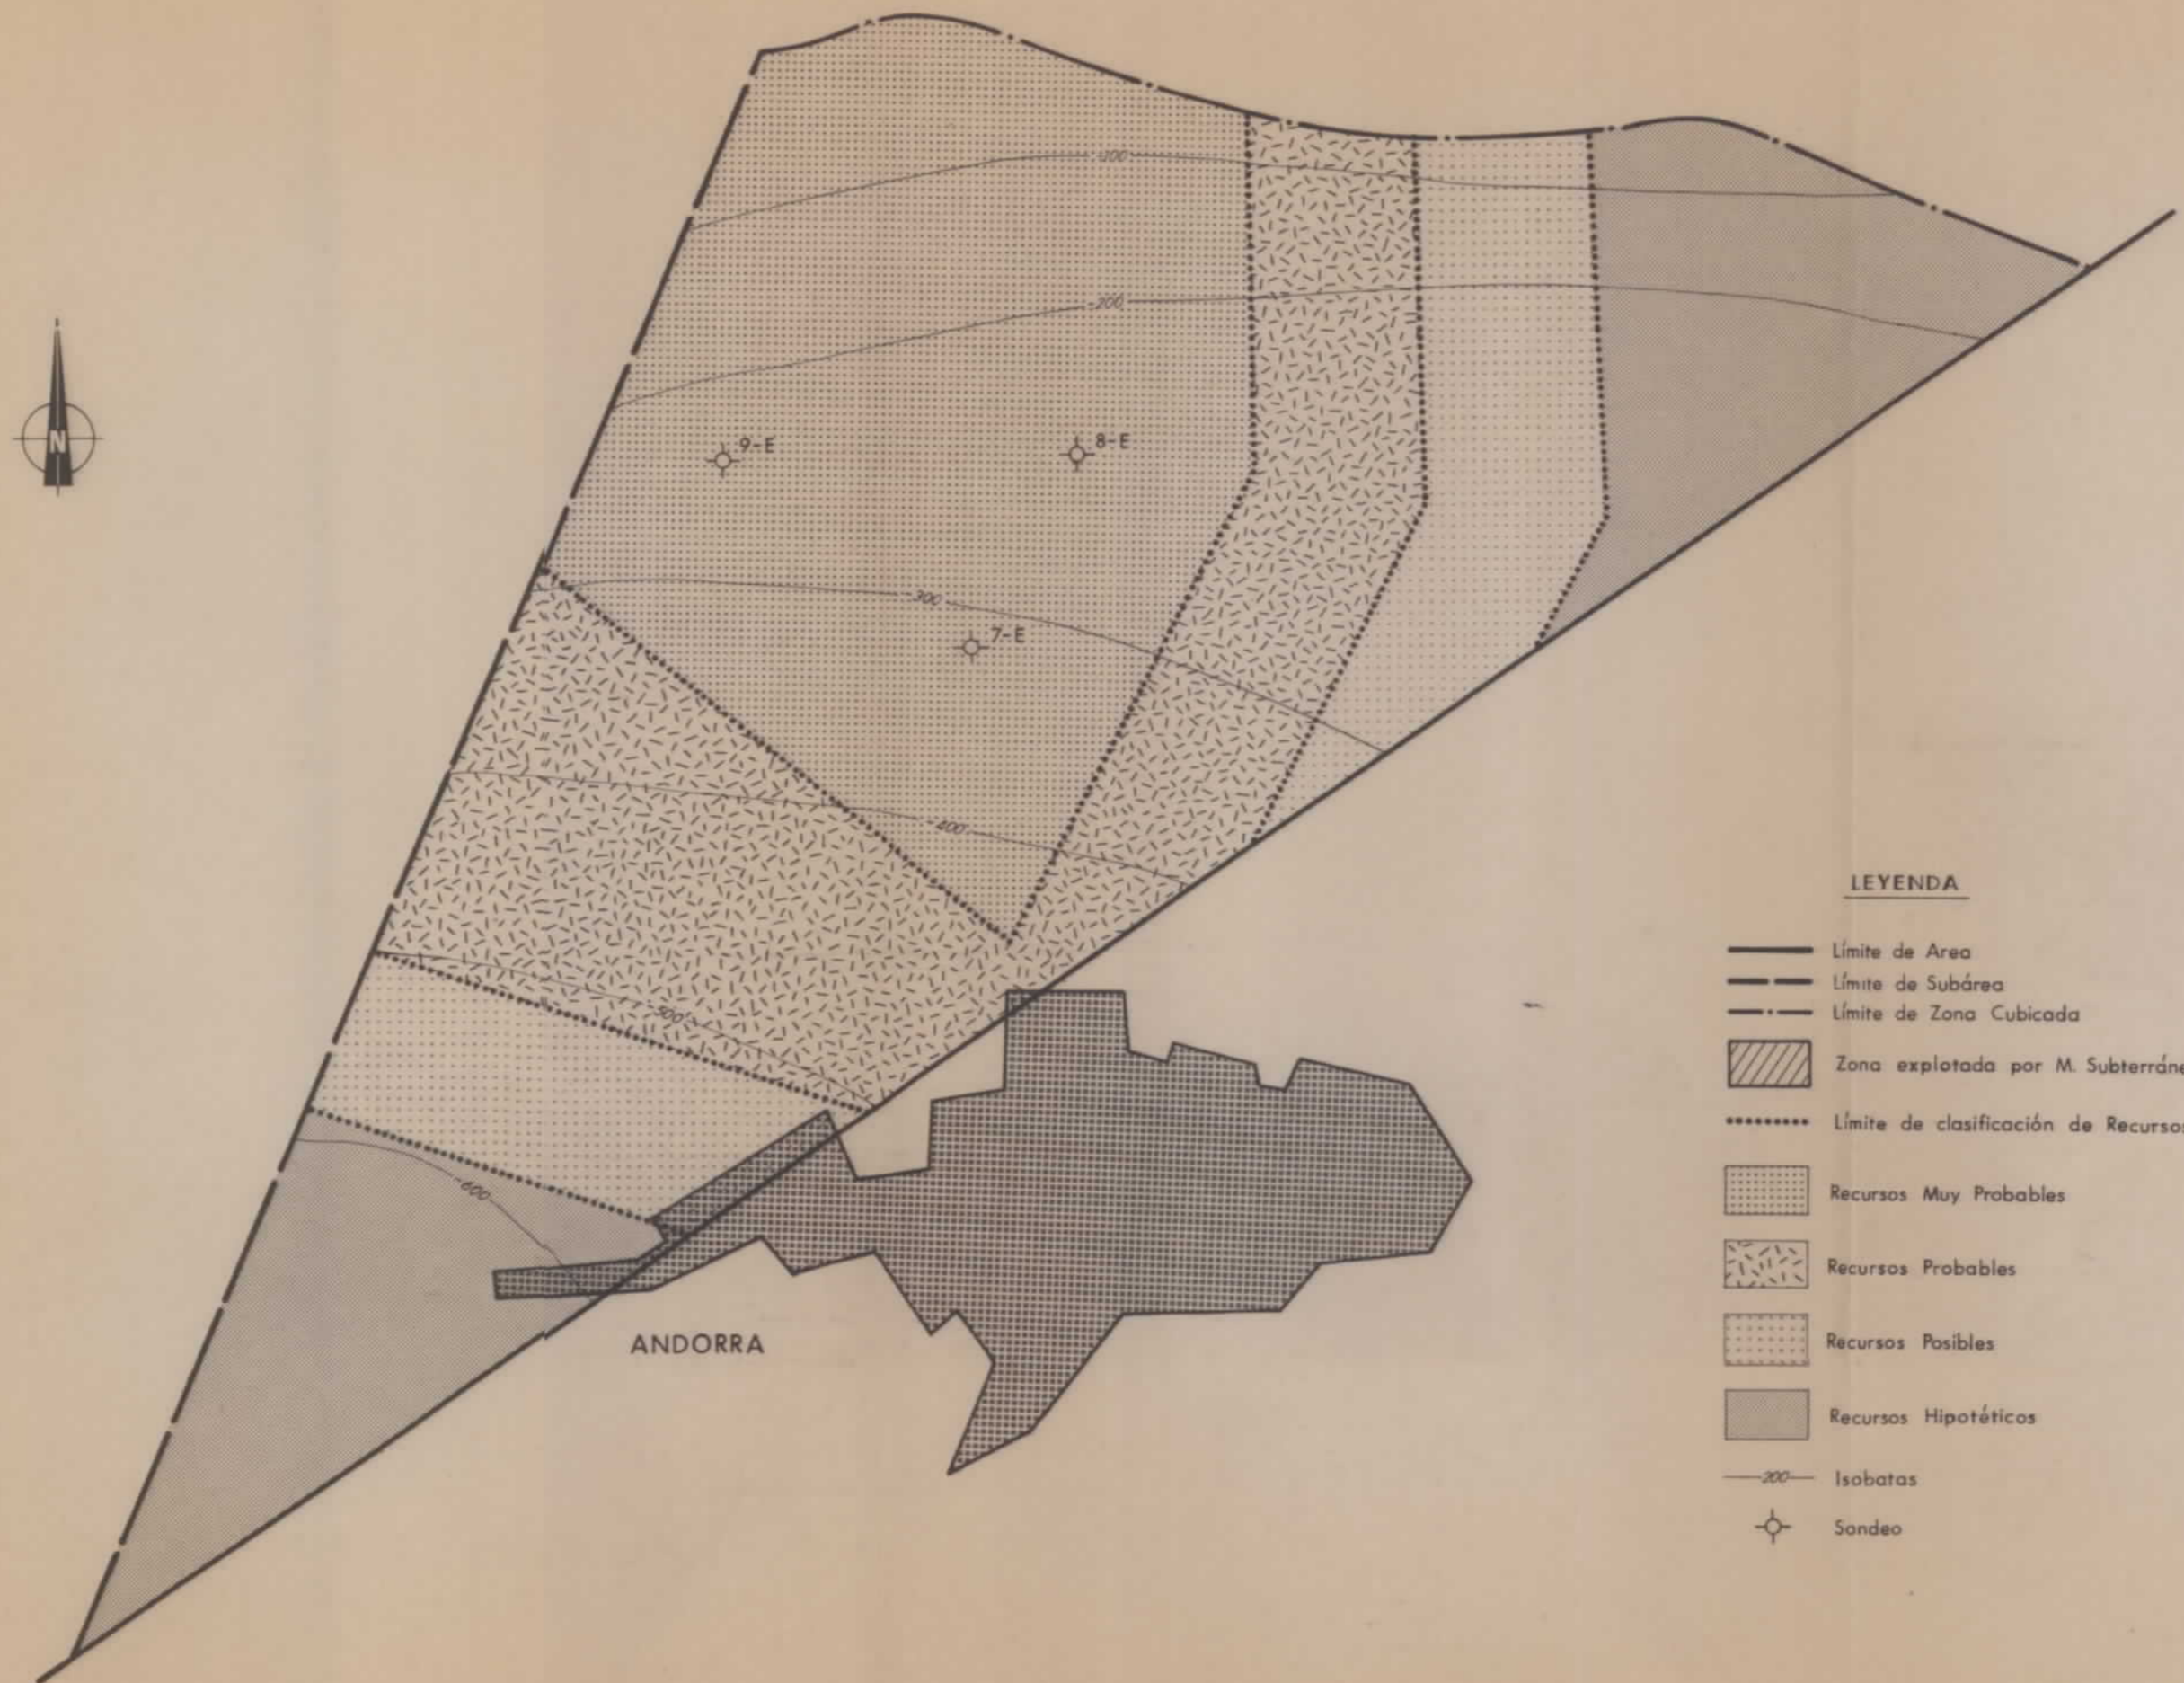 -100
-200
N
9-E
8-E
-300
7-E
-400
-500
-600
ANDORRA
LEYENDA
Límite de Area
Límite de Subárea
Límite de Zona Cubicada
Zona explotada por M. Subterráne
Límite de clasificación de Recursos
Recursos Muy Probables
Recursos Probables
Recursos Posibles
Recursos Hipotéticos
-200 Isobatas
Sondeo